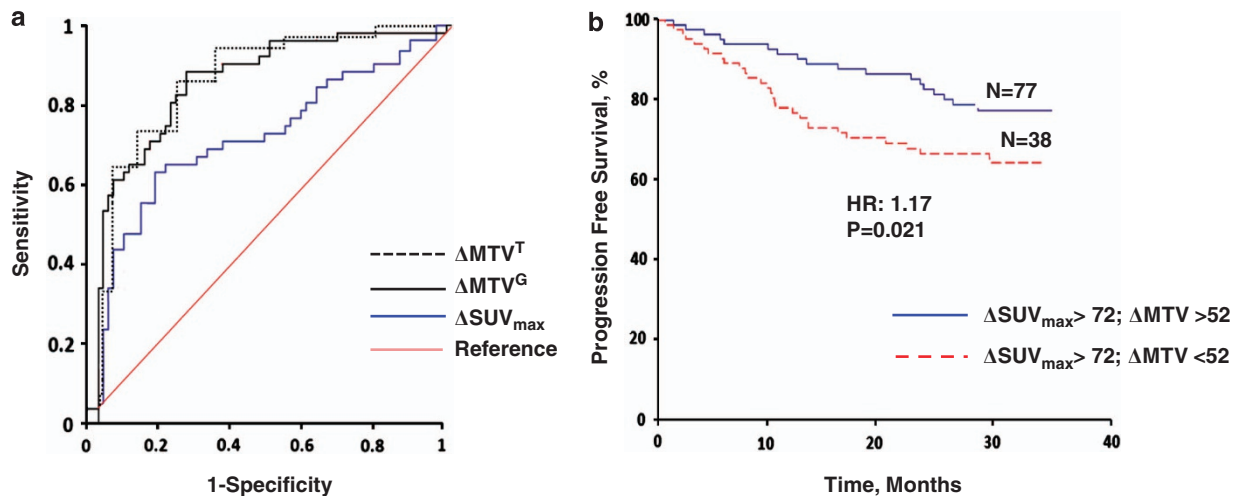 a
1
0.8
0.6
0.4
0.2
0
0
0.2
0.4
0.6
0.8
1
Sensitivity
1-Specificity
ΔMTV^T
ΔMTV^G
ΔSUV_max
Reference
b
100
80
60
40
20
0
0
10
20
30
40
Progression Free Survival, %
Time, Months
N=77
N=38
HR: 1.17
P=0.021
ΔSUV_max> 72; ΔMTV >52
ΔSUV_max> 72; ΔMTV <52